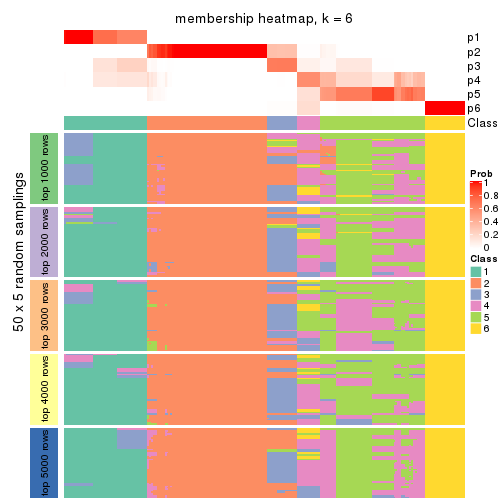 membership heatmap, k = 6
p1
p2
p3
p4
p5
p6
Class
50 x 5 random samplings
top 1000 rows
top 2000 rows
top 3000 rows
top 4000 rows
top 5000 rows
Prob
1
0.8
0.6
0.4
0.2
0
Class
1
2
3
4
5
6